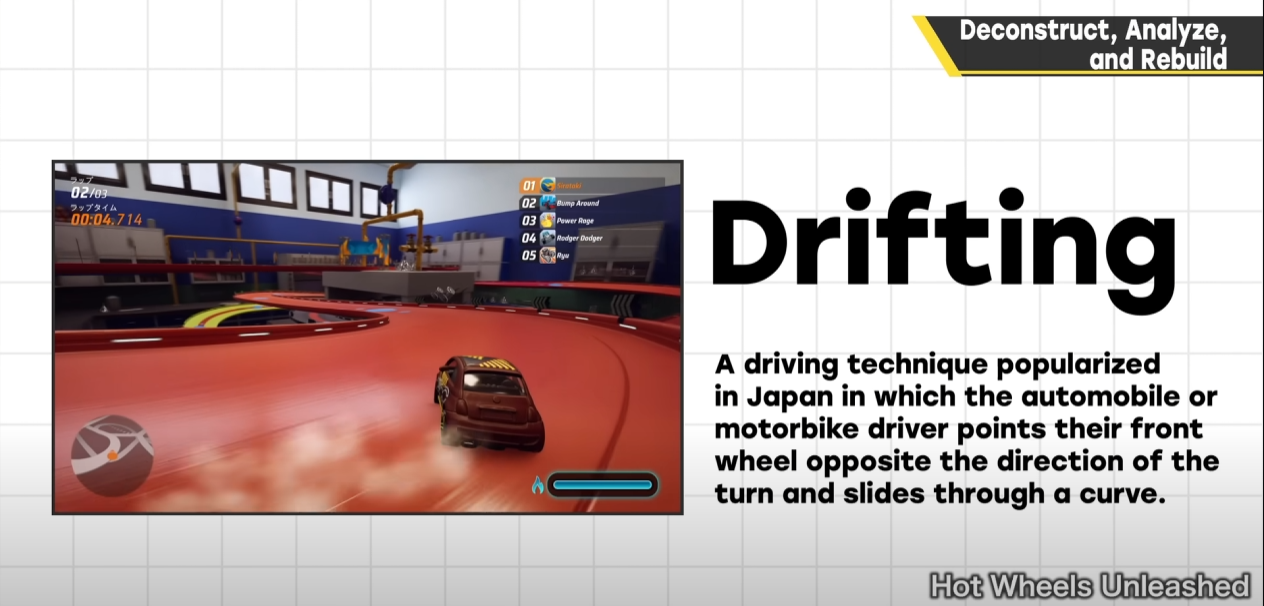 Deconstruct, Analyze,
and Rebuild
ラップ
02/03
ラップタイム
00:04.714
01
02 Bump Around
03 Power Rage
04 Rodger Dodger
05 Ryu
Drifting
A driving technique popularized
in Japan in which the automobile or
motorbike driver points their front
wheel opposite the direction of the
turn and slides through a curve.
Hot Wheels Unleashed